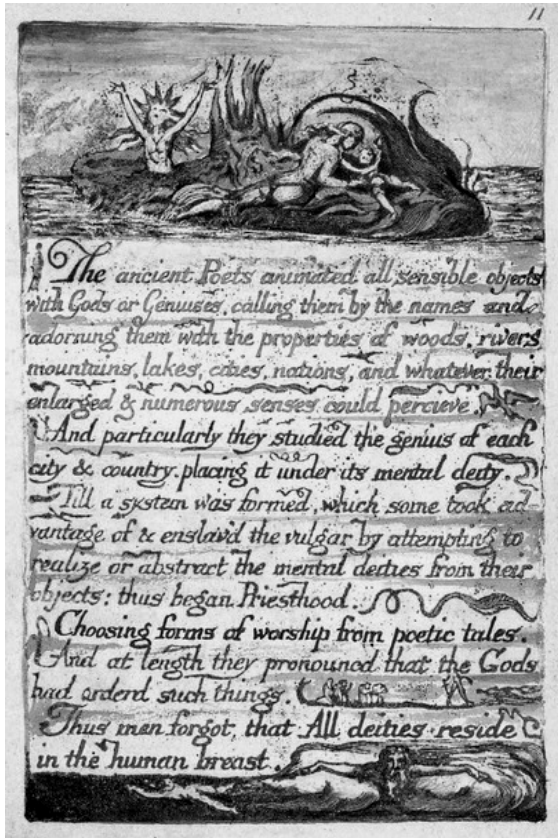 11
The ancient Poets animated all sensible objects
with Gods or Geniuses, calling them by the names and
adorning them with the properties of woods, rivers,
mountains, lakes, cities, nations, and whatever their
enlarged & numerous senses could percieve.
And particularly they studied the genius of each
city & country, placing it under its mental deity.
Till a system was formed, which some took ad-
vantage of & enslav'd the vulgar by attempting to
realize or abstract the mental deities from their
objects: thus began Priesthood.
Choosing forms of worship from poetic tales.
And at length they pronounced that the Gods
had orderd such things.
Thus men forgot that All deities reside
in the human breast.